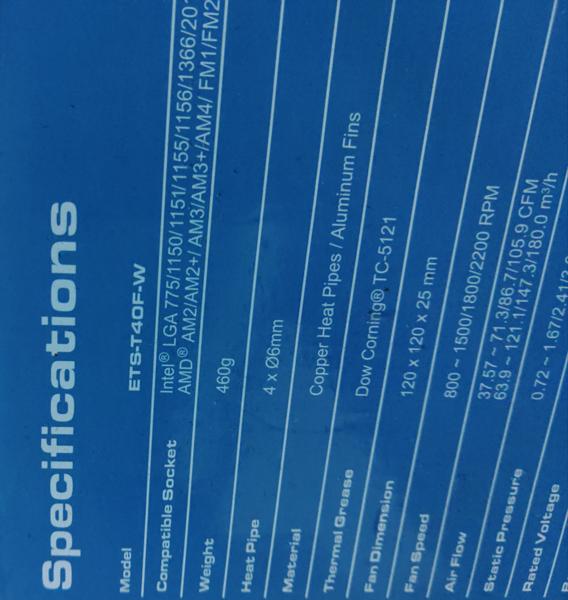 Specifications
Model ETS-T40F-W
Compatible Socket Intel® LGA 775/1150/1151/1155/1156/1366/201
AMD® AM2/AM2+/ AM3/AM3+/AM4/ FM1/FM2
Weight 460g
Heat Pipe 4 x Ø6mm
Material Copper Heat Pipes / Aluminum Fins
Thermal Grease Dow Corning® TC-5121
Fan Dimension 120 x 120 x 25 mm
Fan Speed 800 ~ 1500/1800/2200 RPM
Air Flow 37.57 ~ 71.3/86.7/105.9 CFM
63.9 ~ 121.1/147.3/180.0 m³/h
Static Pressure 0.72 ~ 1.67/2.41/3
Rated Voltage